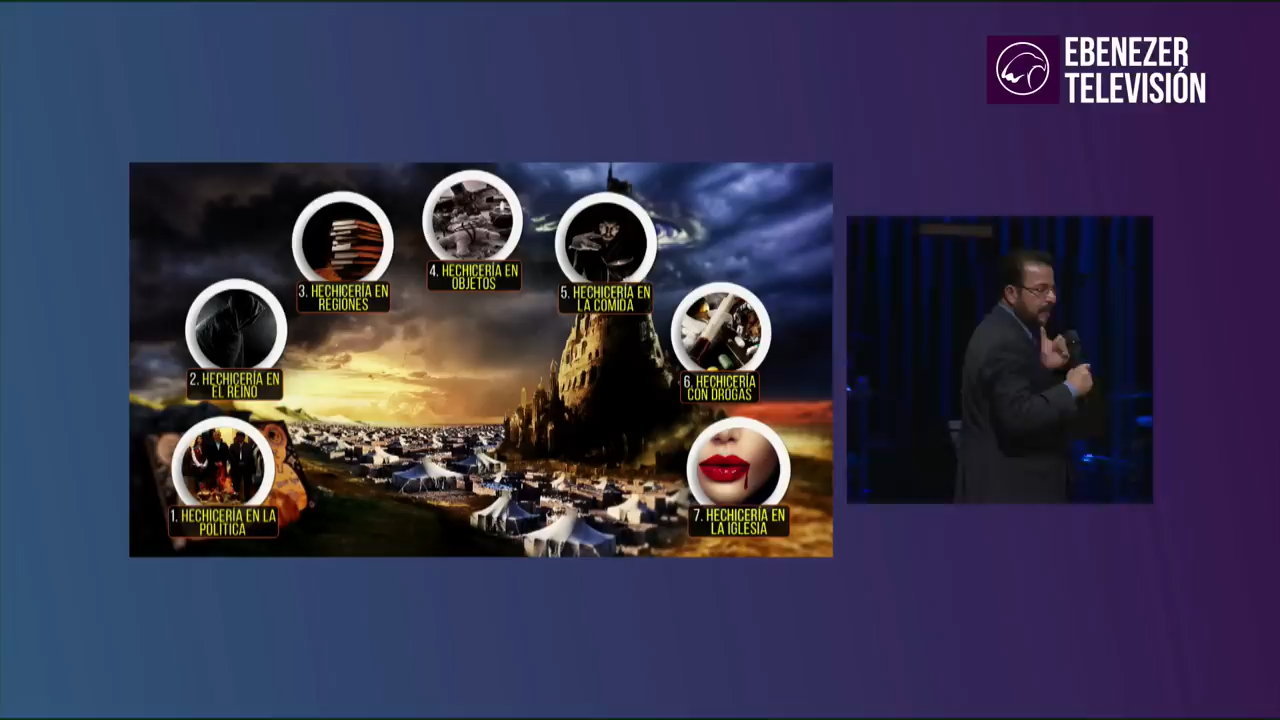 EBENEZER
TELEVISIÓN
1. HECHICERÍA EN LA
POLÍTICA
2. HECHICERÍA EN
EL REINO
3. HECHICERÍA EN
REGIONES
4. HECHICERÍA EN
OBJETOS
5. HECHICERÍA EN
LA COMIDA
6. HECHICERIA
CON DROGAS
7. HECHICERÍA EN
LA IGLESIA